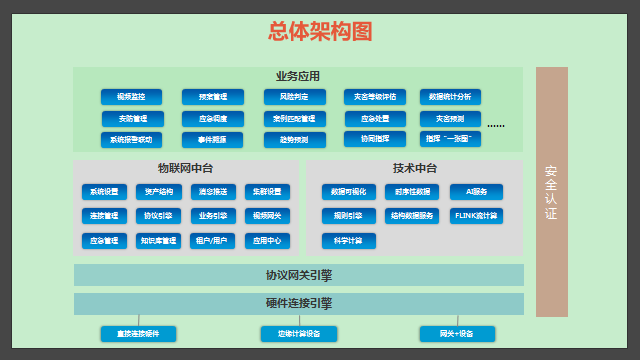 总体架构图
业务应用
视频监控 预案管理 风险判定 灾害等级评估 数据统计分析
安防管理 应急调度 案例匹配管理 应急处置 灾害预测 ......
系统报警联动 事件溯源 趋势预测 协同指挥 指挥“一张图”
物联网中台 技术中台
系统设置 资产结构 消息推送 集群设置 数据可视化 时序性数据 AI服务
连接管理 协议引擎 业务引擎 视频网关 规则引擎 结构数据服务 FLINK流计算
应急管理 知识库管理 租户/用户 应用中心 科学计算
协议网关引擎
硬件连接引擎
直接连接硬件 边缘计算设备 网关+设备
安全认证